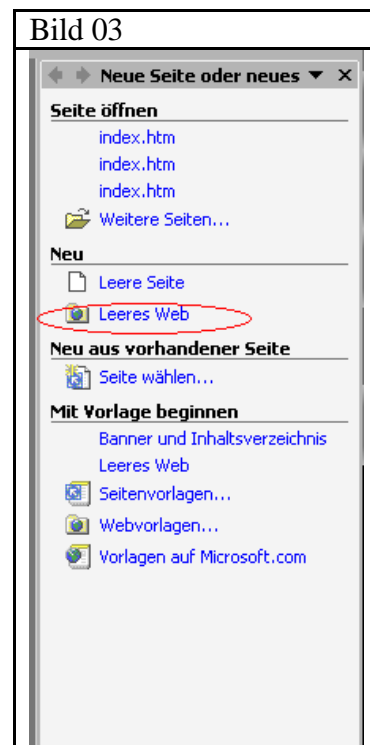 Bild 03
Neue Seite oder neues
Seite öffnen
index.htm
index.htm
index.htm
Weitere Seiten...
Neu
Leere Seite
Leeres Web
Neu aus vorhandener Seite
Seite wählen...
Mit Vorlage beginnen
Banner und Inhaltsverzeichnis
Leeres Web
Seitenvorlagen...
Webvorlagen...
Vorlagen auf Microsoft.com